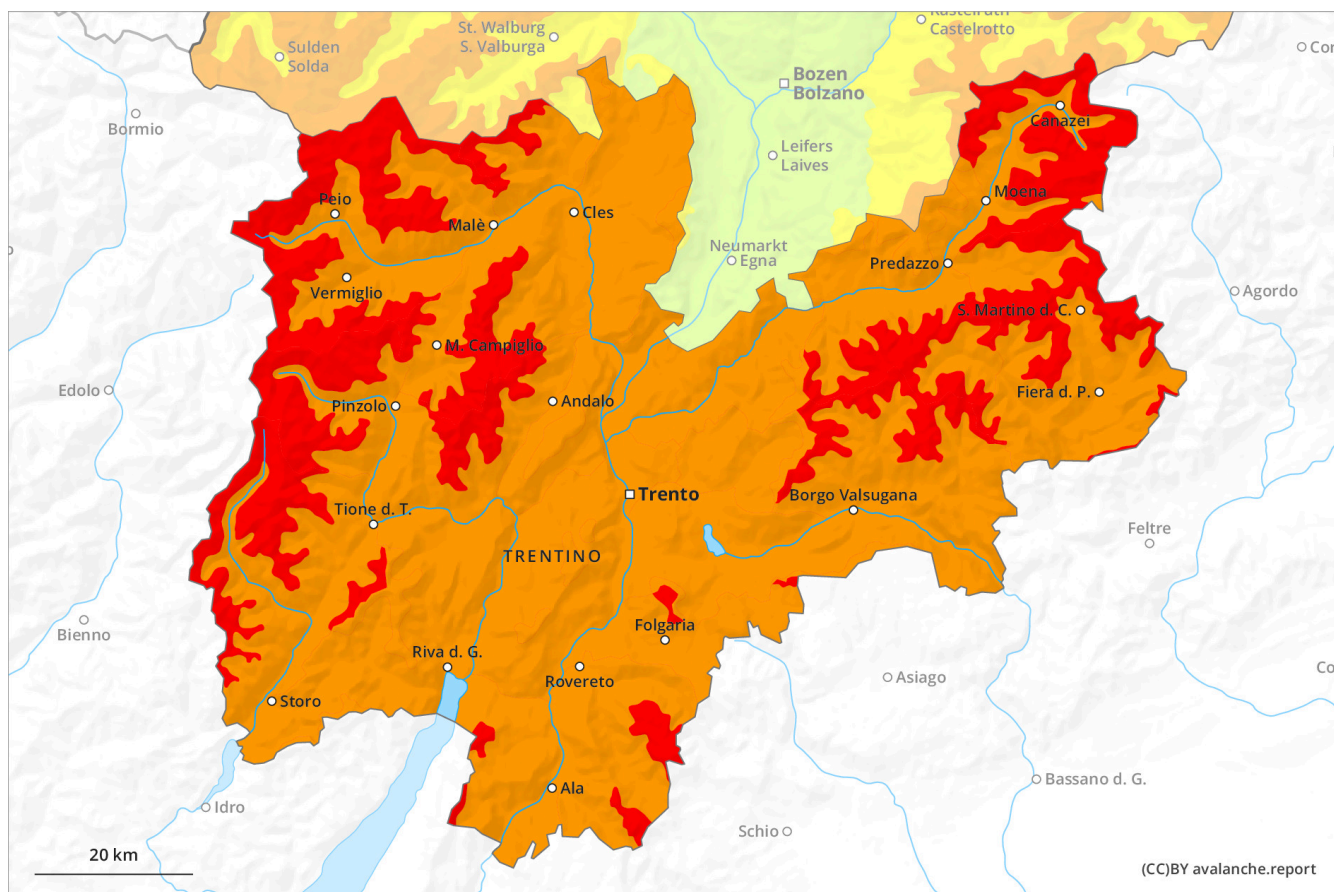 Kastelruth
Castelrotto
St. Walburg
S. Valburga
Sulden
Solda
Bozen
Bolzano
Bormio
Canazei
Leifers
Laives
Peio
Moena
Malè
Cles
Neumarkt
Egna
Predazzo
Vermiglio
Agordo
S. Martino d. C.
M. Campiglio
Edolo
Pinzolo
Andalo
Fiera d. P.
Trento
Borgo Valsugana
Tione d. T.
Feltre
TRENTINO
Bienno
Folgaria
Riva d. G.
Asiago
Rovereto
Storo
Ala
Bassano d. G.
Idro
Schio
20 km
(CC)BY avalanche.report